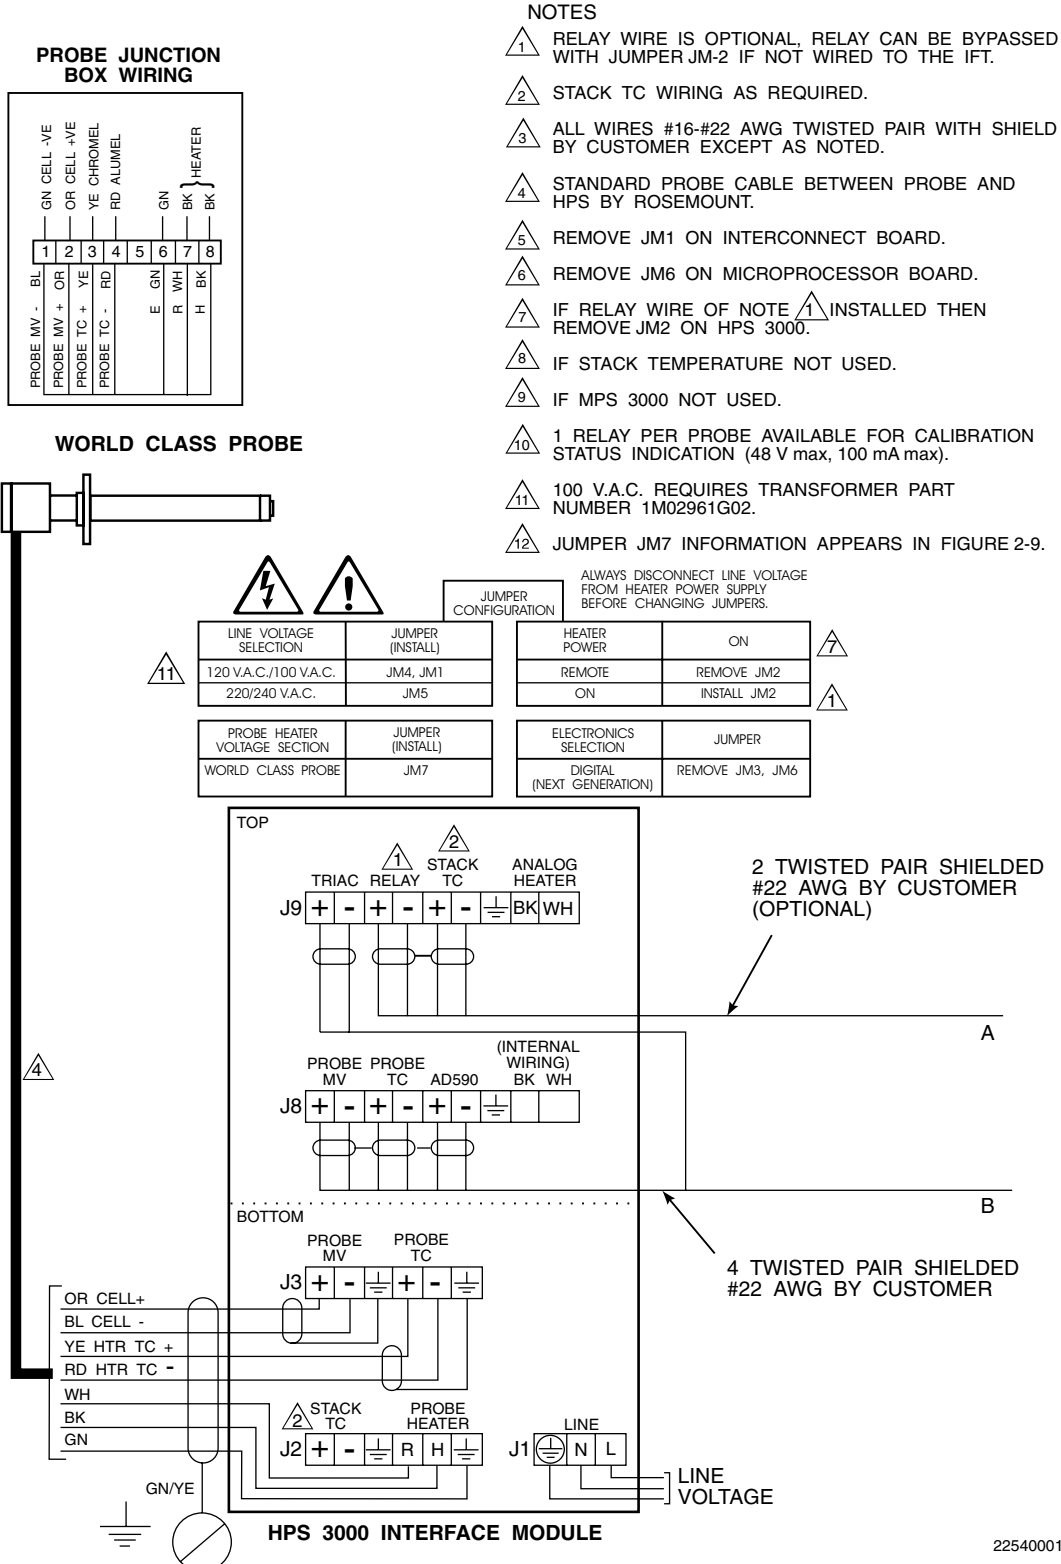 NOTES
1 RELAY WIRE IS OPTIONAL, RELAY CAN BE BYPASSED
WITH JUMPER JM-2 IF NOT WIRED TO THE IFT.
2 STACK TC WIRING AS REQUIRED.
3 ALL WIRES #16-#22 AWG TWISTED PAIR WITH SHIELD
BY CUSTOMER EXCEPT AS NOTED.
4 STANDARD PROBE CABLE BETWEEN PROBE AND
HPS BY ROSEMOUNT.
5 REMOVE JM1 ON INTERCONNECT BOARD.
6 REMOVE JM6 ON MICROPROCESSOR BOARD.
7 IF RELAY WIRE OF NOTE 1 INSTALLED THEN
REMOVE JM2 ON HPS 3000.
8 IF STACK TEMPERATURE NOT USED.
9 IF MPS 3000 NOT USED.
10 1 RELAY PER PROBE AVAILABLE FOR CALIBRATION
STATUS INDICATION (48 V max, 100 mA max).
11 100 V.A.C. REQUIRES TRANSFORMER PART
NUMBER 1M02961G02.
12 JUMPER JM7 INFORMATION APPEARS IN FIGURE 2-9.
PROBE JUNCTION
BOX WIRING
GN CELL -VE
OR CELL +VE
YE CHROMEL
RD ALUMEL
GN
BK
BK
HEATER
1 2 3 4 5 6 7 8
PROBE MV - BL
PROBE MV + OR
PROBE TC + YE
PROBE TC - RD
E GN
R WH
H BK
WORLD CLASS PROBE
JUMPER
CONFIGURATION
ALWAYS DISCONNECT LINE VOLTAGE
FROM HEATER POWER SUPPLY
BEFORE CHANGING JUMPERS.
11
LINE VOLTAGE
SELECTION
JUMPER
(INSTALL)
120 V.A.C./100 V.A.C. JM4, JM1
220/240 V.A.C. JM5
HEATER
POWER
ON
7
REMOTE REMOVE JM2
ON INSTALL JM2
1
PROBE HEATER
VOLTAGE SECTION
JUMPER
(INSTALL)
WORLD CLASS PROBE JM7
ELECTRONICS
SELECTION
JUMPER
DIGITAL
(NEXT GENERATION)
REMOVE JM3, JM6
TOP
1
2
TRIAC RELAY
STACK
TC
ANALOG
HEATER
J9 + - + - + - BK WH
2 TWISTED PAIR SHIELDED
#22 AWG BY CUSTOMER
(OPTIONAL)
A
4
PROBE
MV
PROBE
TC
AD590
(INTERNAL
WIRING)
BK WH
J8 + - + - + -
B
BOTTOM
PROBE
MV
PROBE
TC
J3 + - + -
4 TWISTED PAIR SHIELDED
#22 AWG BY CUSTOMER
OR CELL+
BL CELL -
YE HTR TC +
RD HTR TC -
WH
BK
GN
2
STACK
TC
PROBE
HEATER
J2 + - R H
LINE
J1 N L
LINE
VOLTAGE
GN/YE
HPS 3000 INTERFACE MODULE
22540001